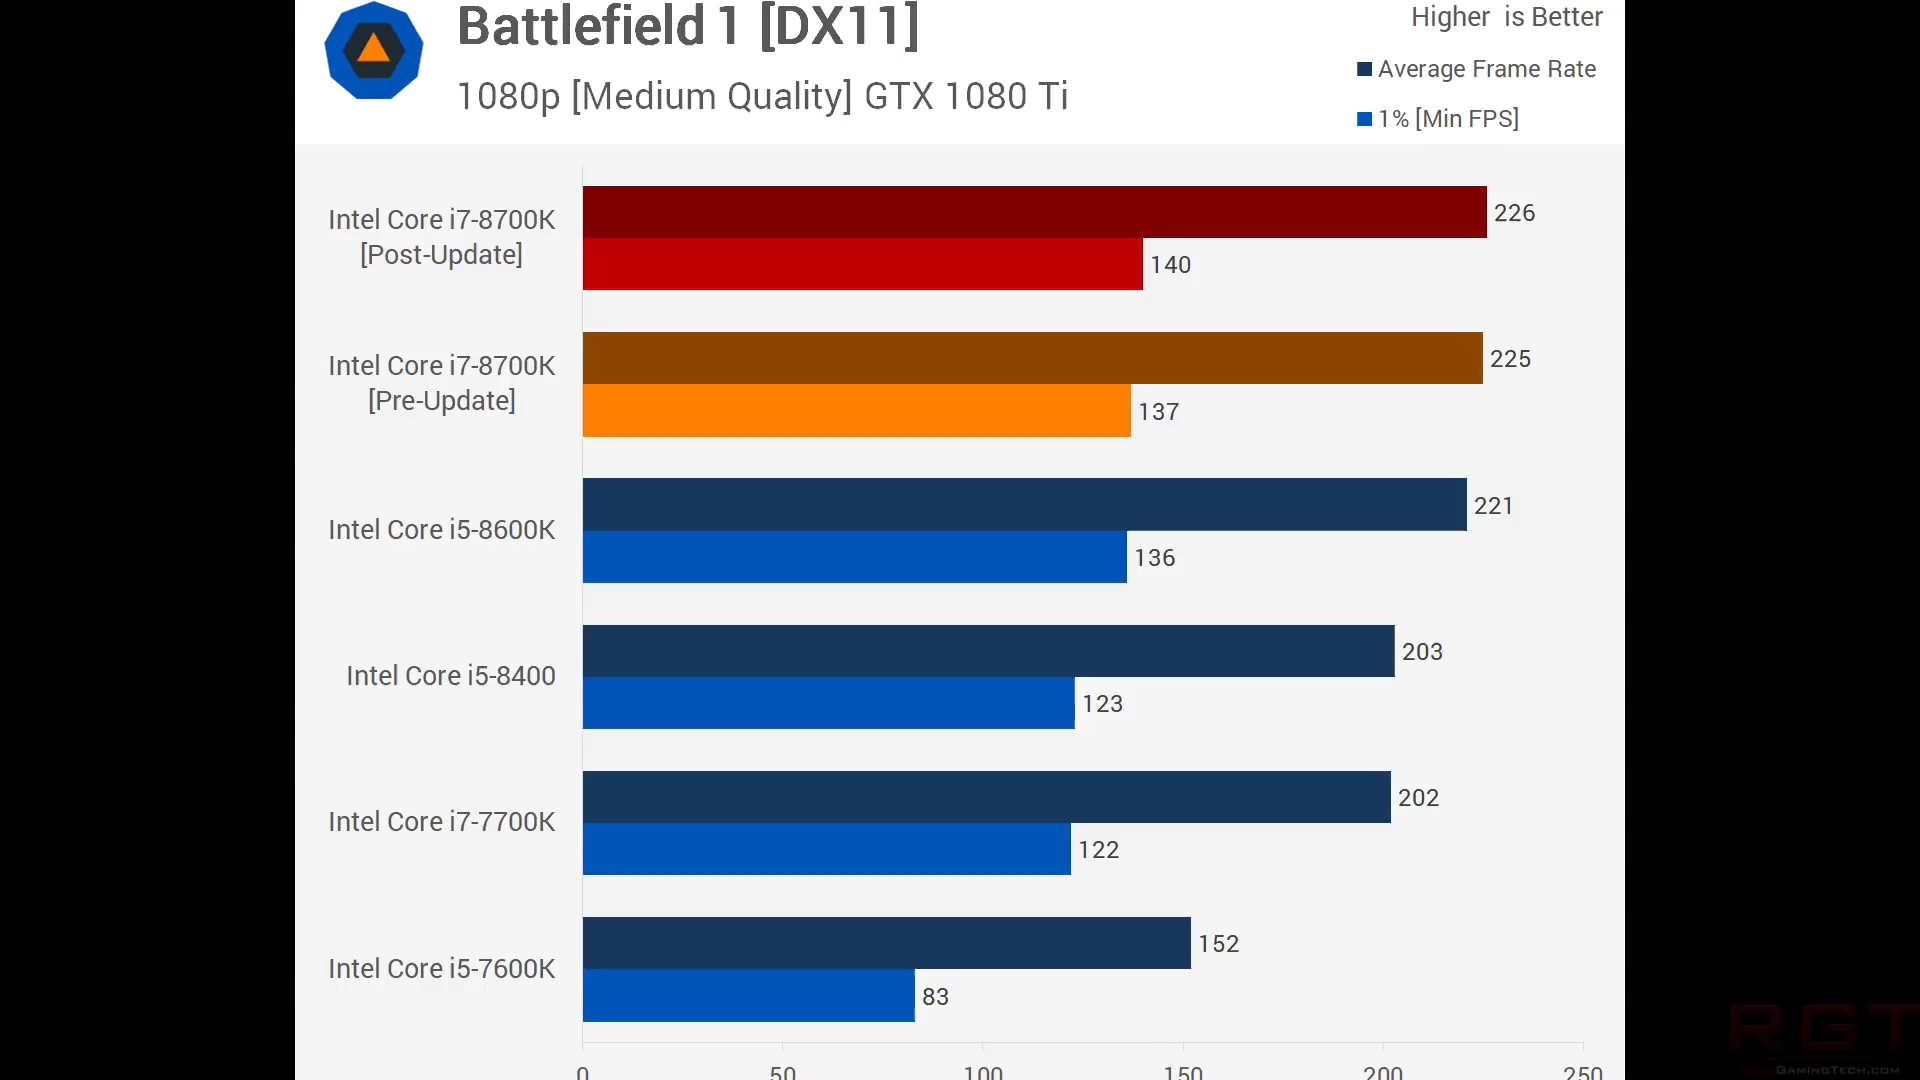 Battlefield 1 [DX11]
1080p [Medium Quality] GTX 1080 Ti
Higher is Better
Average Frame Rate
1% [Min FPS]
Intel Core i7-8700K
[Post-Update]
226
140
Intel Core i7-8700K
[Pre-Update]
225
137
Intel Core i5-8600K
221
136
Intel Core i5-8400
203
123
Intel Core i7-7700K
202
122
Intel Core i5-7600K
152
83
0 50 100 150 200 250
RGT
GamingTech.com